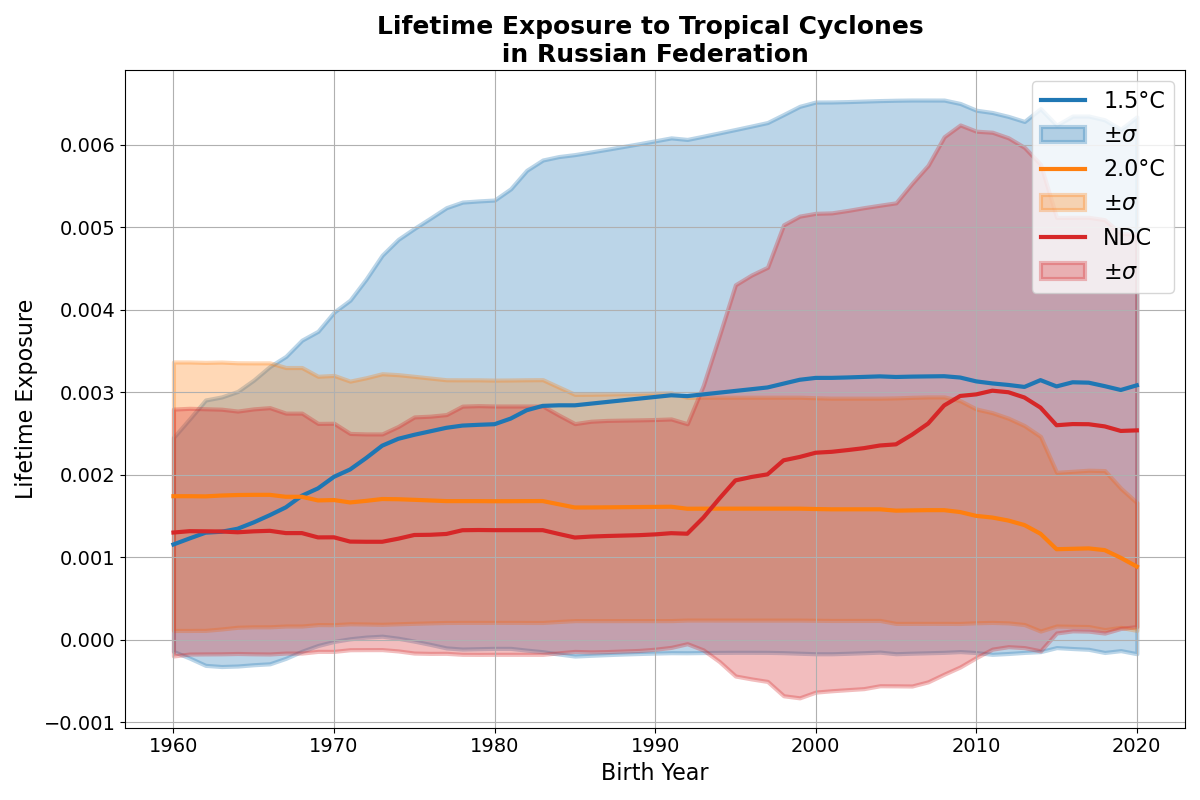 Lifetime Exposure to Tropical Cyclones
in Russian Federation
Lifetime Exposure
0.006
0.005
0.004
0.003
0.002
0.001
0.000
−0.001
1.5°C
±σ
2.0°C
±σ
NDC
±σ
1960
1970
1980
1990
2000
2010
2020
Birth Year